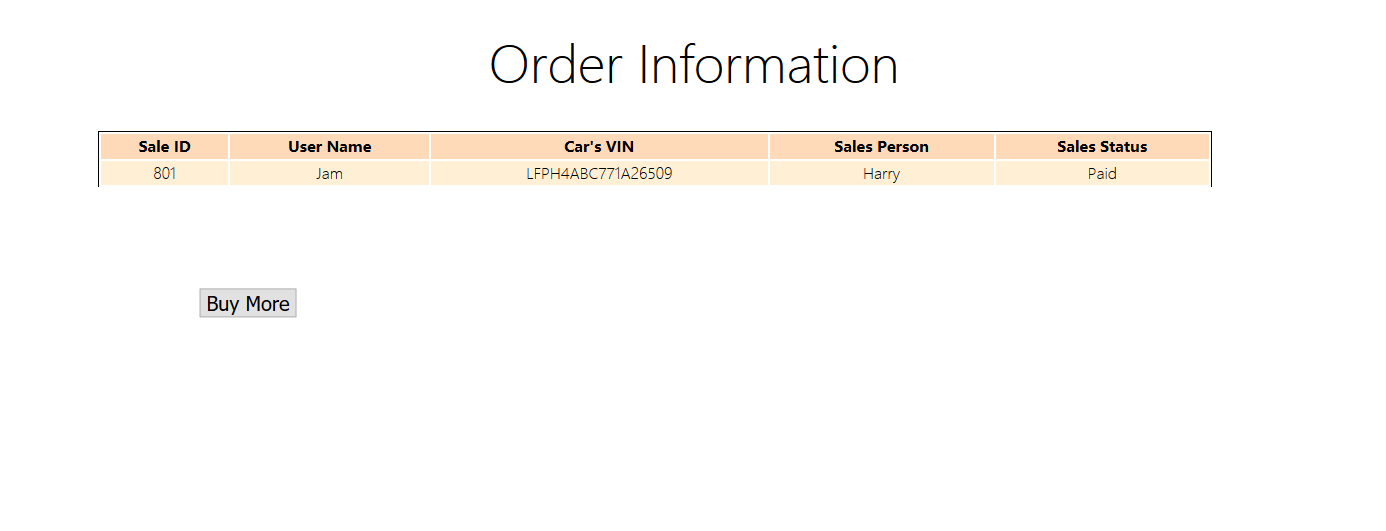 Order Information
Sale ID User Name Car's VIN Sales Person Sales Status
801 Jam LFPH4ABC771A26509 Harry Paid
Buy More